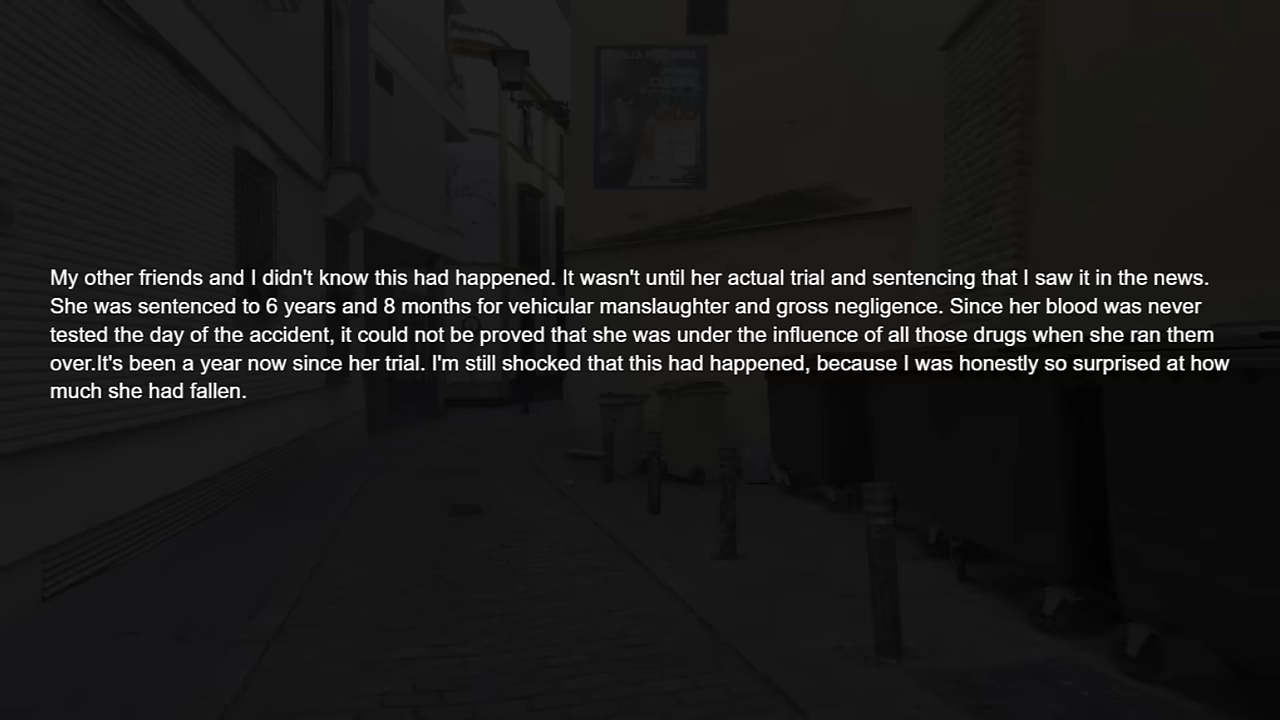 My other friends and I didn't know this had happened. It wasn't until her actual trial and sentencing that I saw it in the news.
She was sentenced to 6 years and 8 months for vehicular manslaughter and gross negligence. Since her blood was never
tested the day of the accident, it could not be proved that she was under the influence of all those drugs when she ran them
over.It's been a year now since her trial. I'm still shocked that this had happened, because I was honestly so surprised at how
much she had fallen.